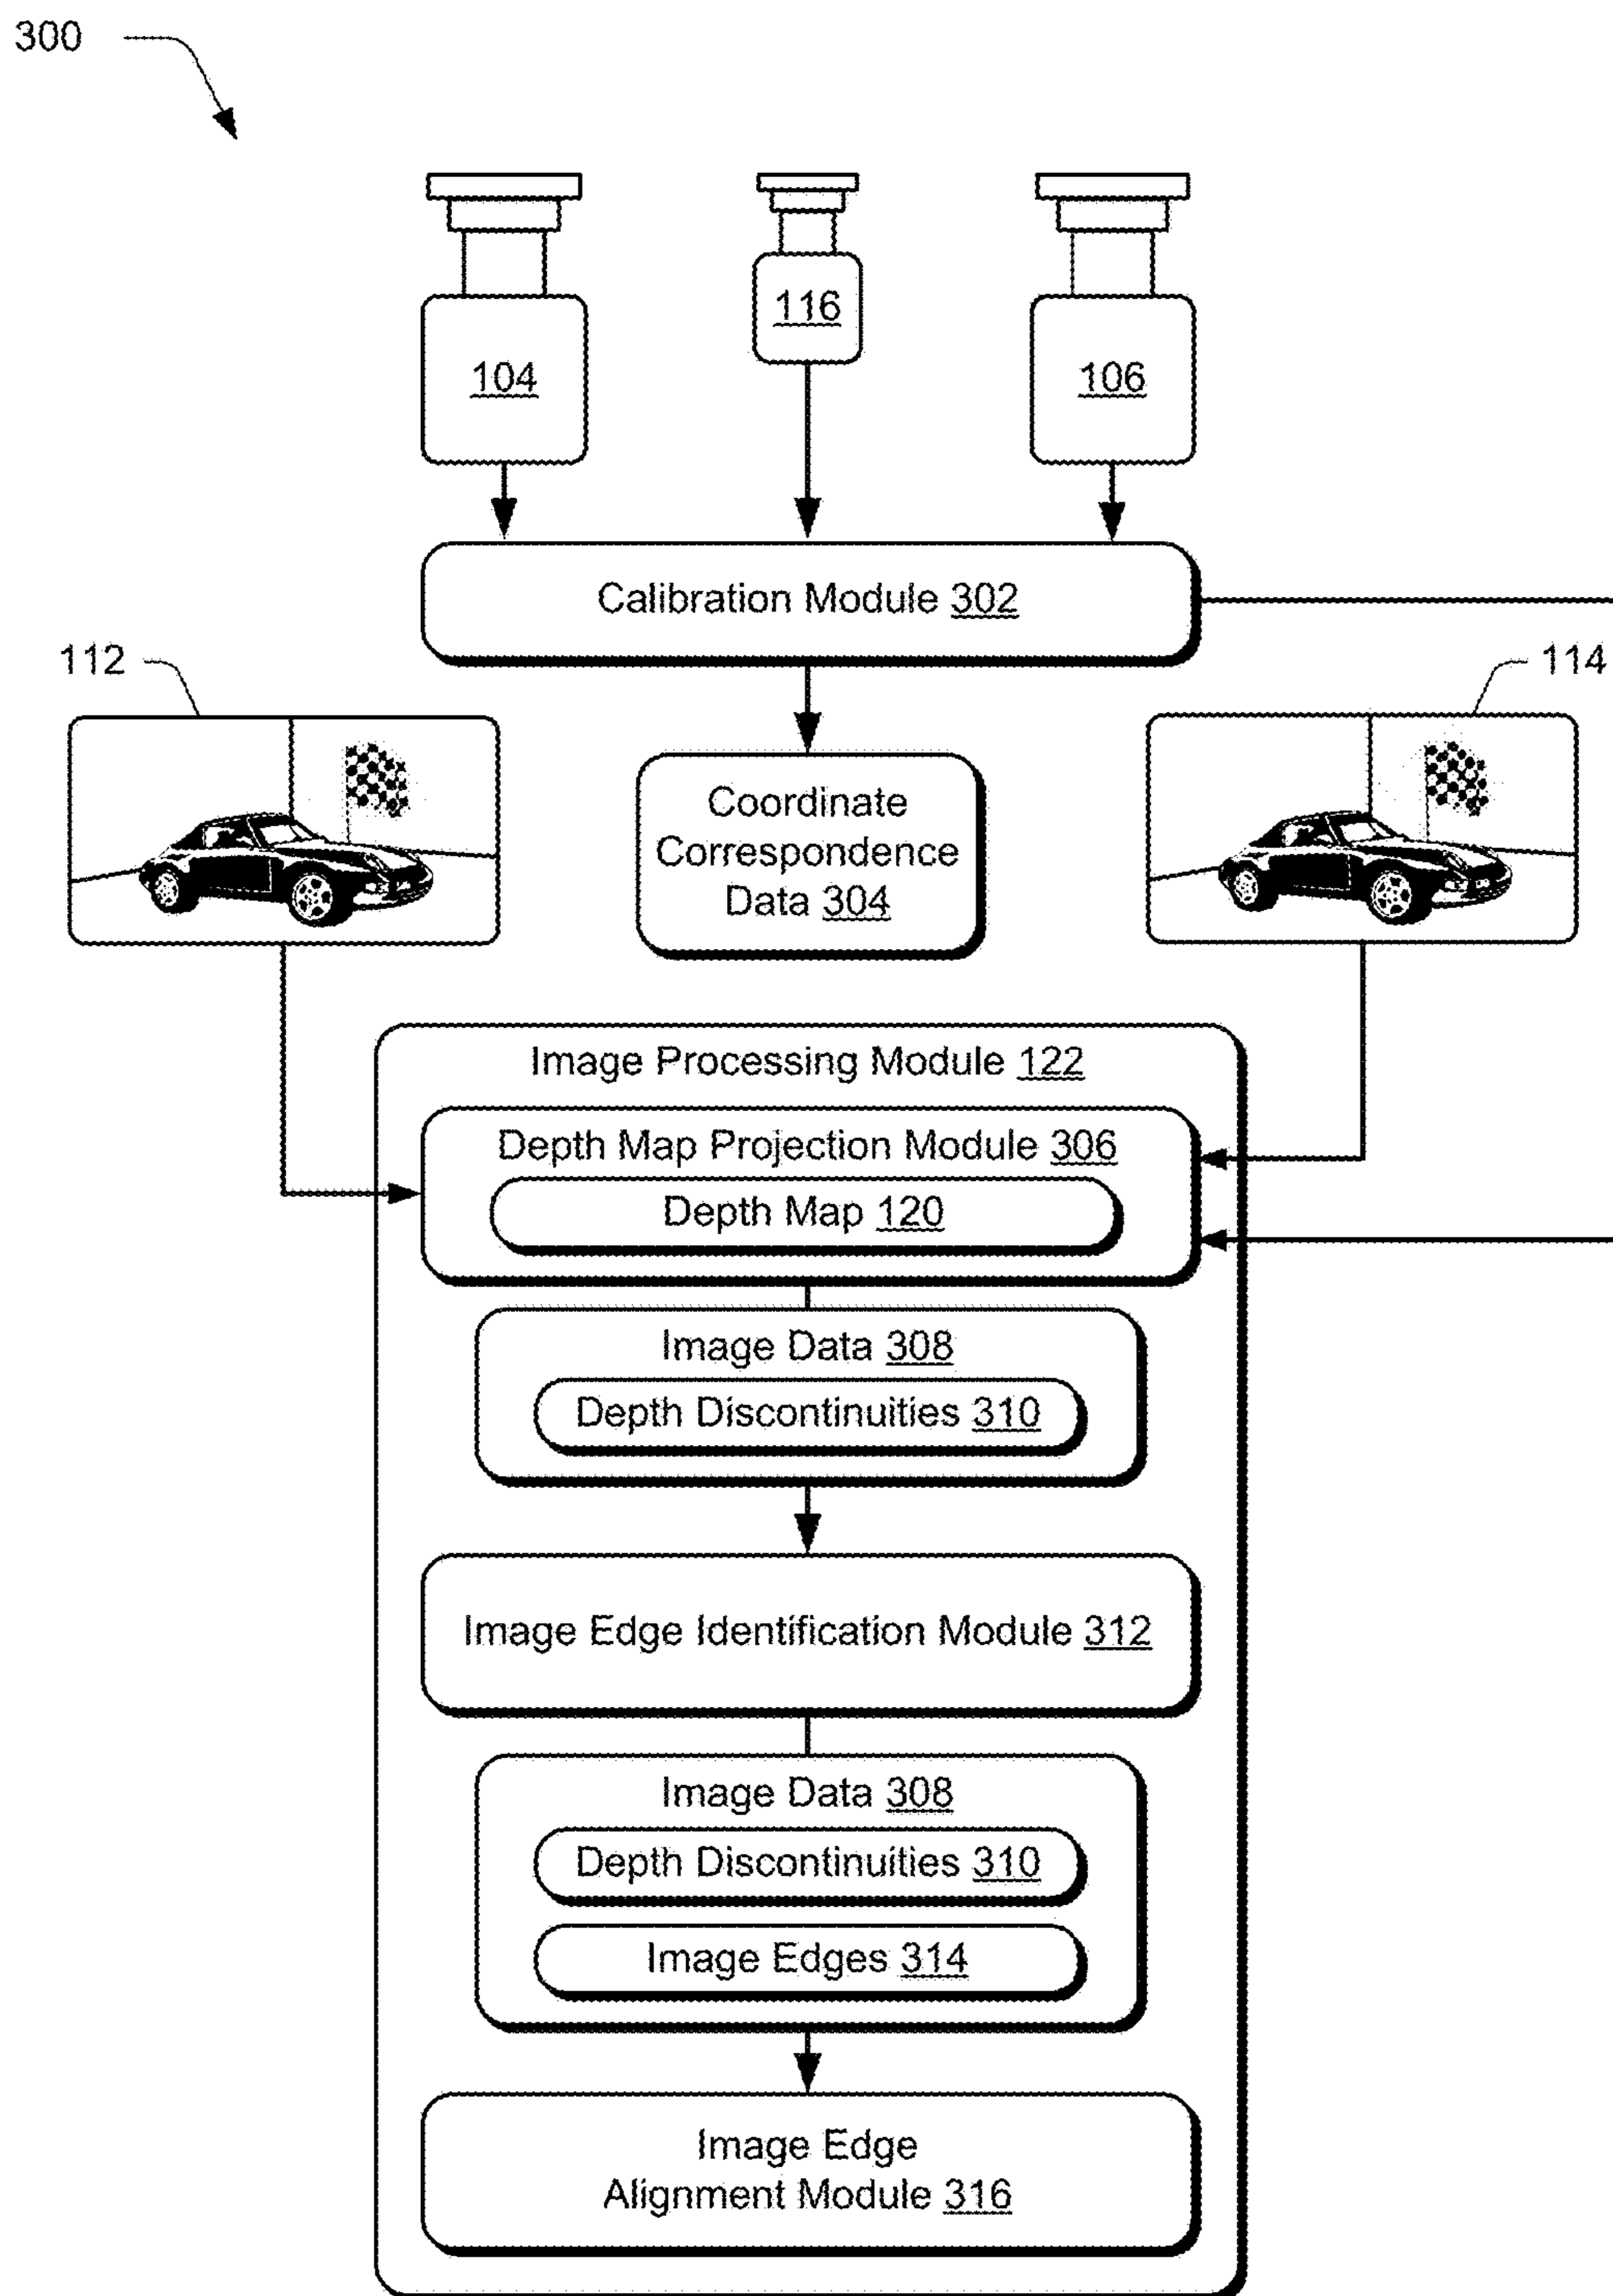 300
104
116
106
Calibration Module 302
112
114
Coordinate
Correspondence
Data 304
Image Processing Module 122
Depth Map Projection Module 306
Depth Map 120
Image Data 308
Depth Discontinuities 310
Image Edge Identification Module 312
Image Data 308
Depth Discontinuities 310
Image Edges 314
Image Edge
Alignment Module 316